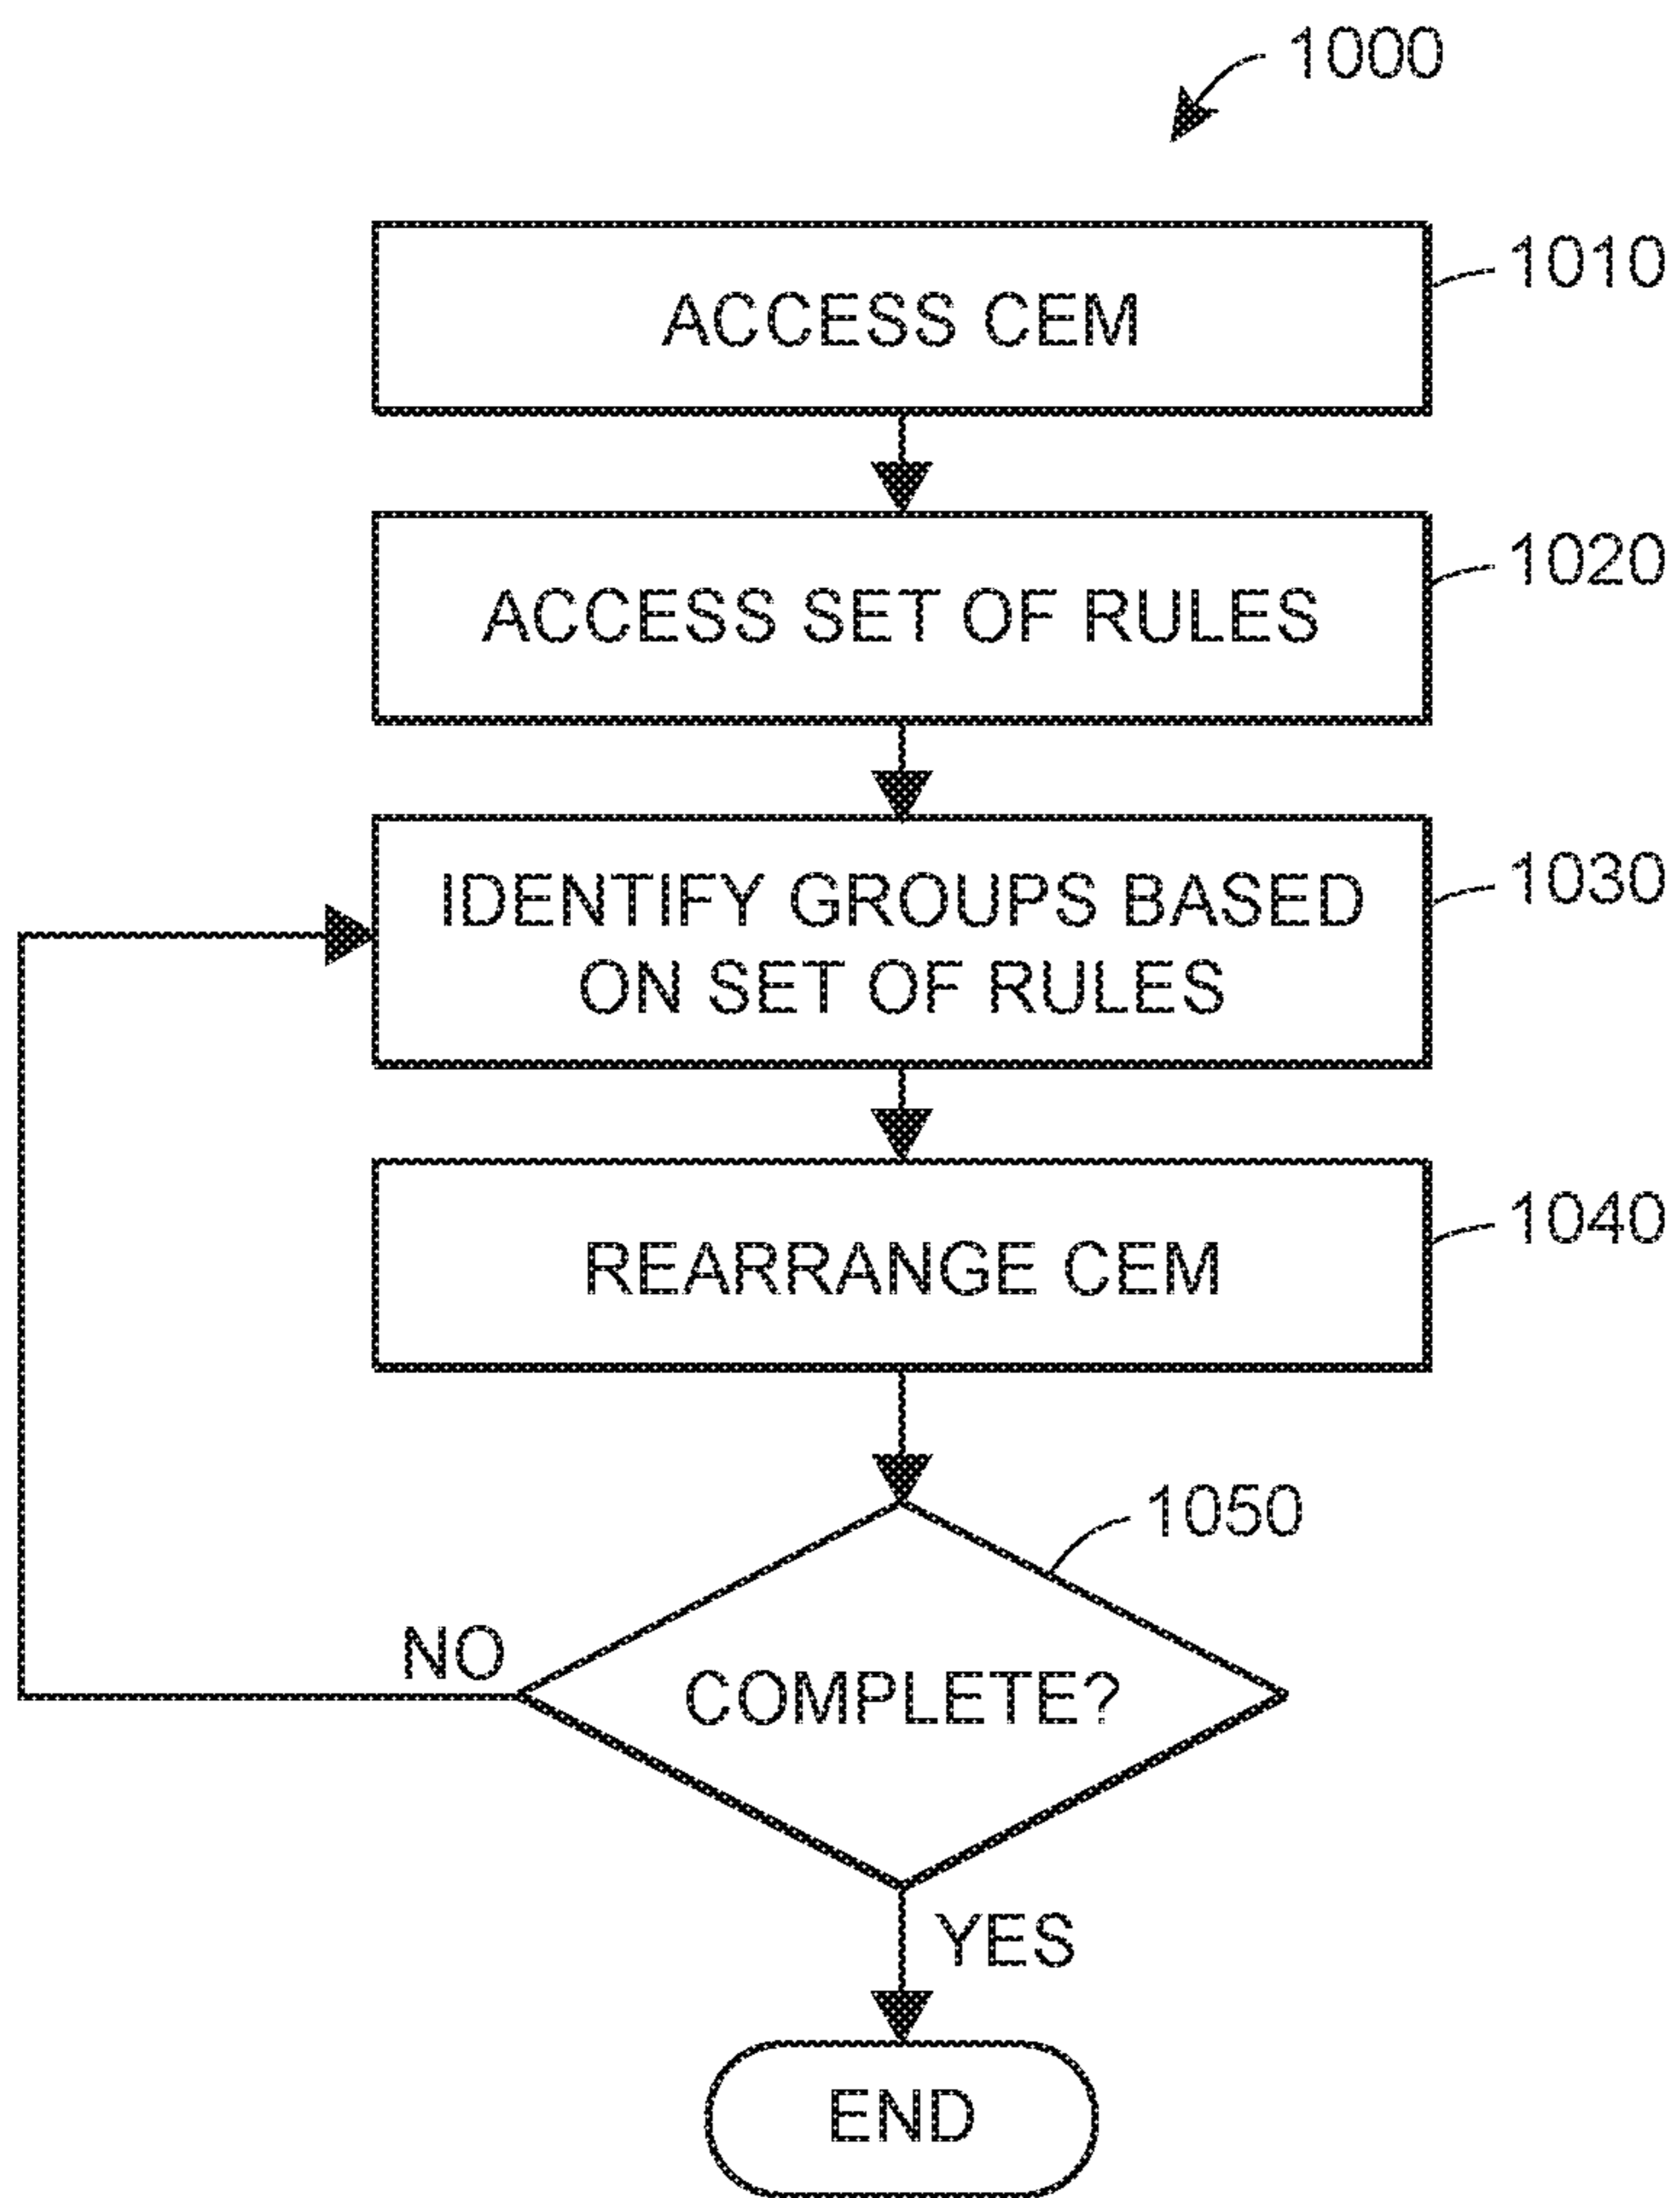 1000
1010
ACCESS CEM
1020
ACCESS SET OF RULES
1030
IDENTIFY GROUPS BASED
ON SET OF RULES
1040
REARRANGE CEM
1050
NO
COMPLETE?
YES
END